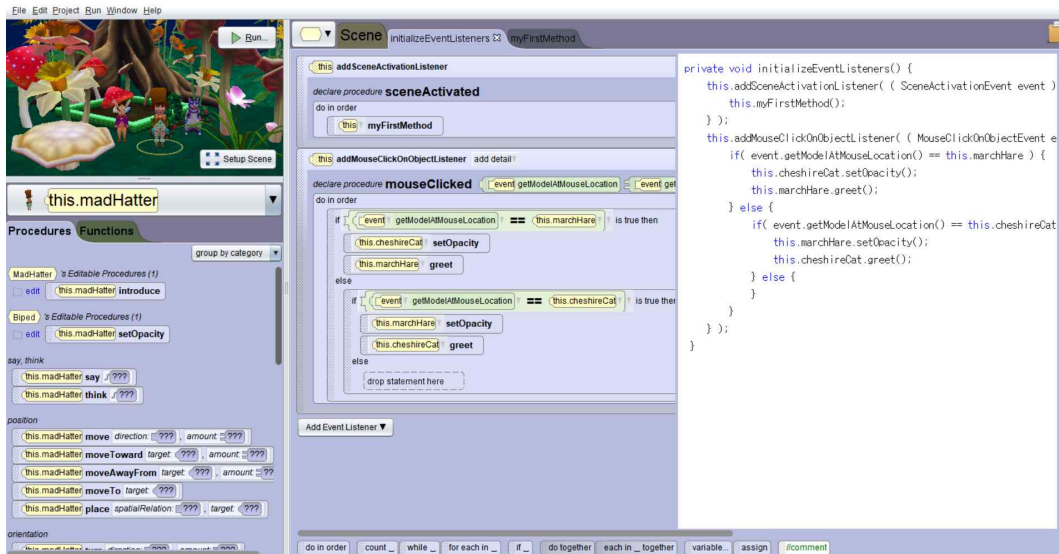 File Edit Project Run Window Help
Run...
Setup Scene
this.madHatter
Procedures Functions
group by category
MadHatter 's Editable Procedures (1)
edit this.madHatter introduce
Biped 's Editable Procedures (1)
edit this.madHatter setOpacity
say, think
this.madHatter say ???
this.madHatter think ???
position
this.madHatter move direction: ??? , amount: ???
this.madHatter moveToward target: ??? , amount: ???
this.madHatter moveAwayFrom target: ??? , amount: ??
this.madHatter moveTo target: ???
this.madHatter place spatialRelation: ??? , target: ???
orientation
Scene initializeEventListeners myFirstMethod
this addSceneActivationListener
declare procedure sceneActivated
do in order
this myFirstMethod
this addMouseClickOnObjectListener add detail
declare procedure mouseClicked event getModelAtMouseLocation event get
do in order
if event getModelAtMouseLocation == this.marchHare is true then
this.cheshireCat setOpacity
this.marchHare greet
else
if event getModelAtMouseLocation == this.cheshireCat is true then
this.marchHare setOpacity
this.cheshireCat greet
else
drop statement here
Add Event Listener
private void initializeEventListeners() {
this.addSceneActivationListener( ( SceneActivationEvent event )
this.myFirstMethod();
} );
this.addMouseClickOnObjectListener( ( MouseClickOnObjectEvent e
if( event.getModelAtMouseLocation() == this.marchHare ) {
this.cheshireCat.setOpacity();
this.marchHare.greet();
} else {
if( event.getModelAtMouseLocation() == this.cheshireCat
this.marchHare.setOpacity();
this.cheshireCat.greet();
} else {
}
}
} );
}
do in order count _ while _ for each in _ if _ do together each in _ together variable... assign //comment